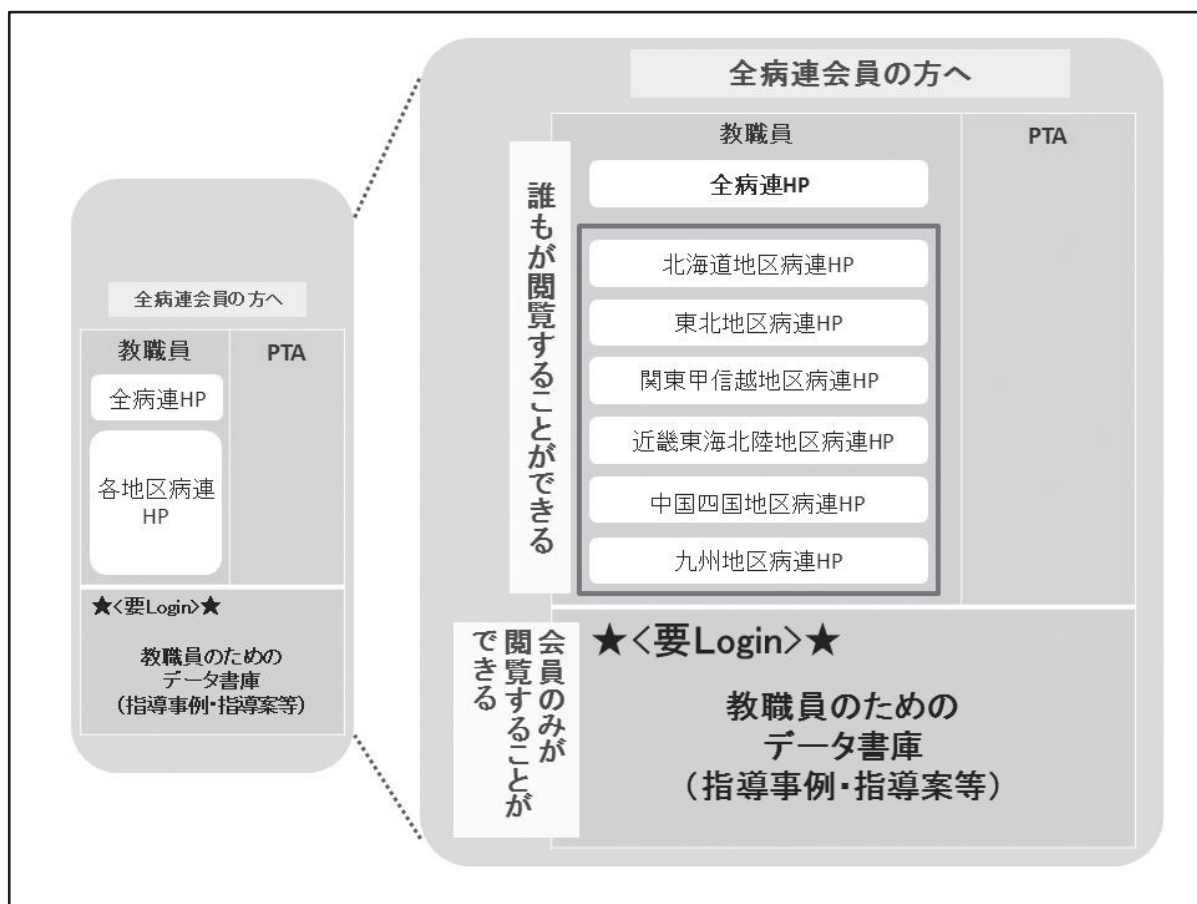 全病連会員の方へ
教職員
PTA
全病連HP
各地区病連
HP
★<要Login>★
教職員のための
データ書庫
(指導事例・指導案等)
全病連会員の方へ
教職員
PTA
誰もが閲覧することができる
全病連HP
北海道地区病連HP
東北地区病連HP
関東甲信越地区病連HP
近畿東海北陸地区病連HP
中国四国地区病連HP
九州地区病連HP
会員のみが
閲覧することが
できる
★<要Login>★
教職員のための
データ書庫
(指導事例・指導案等)